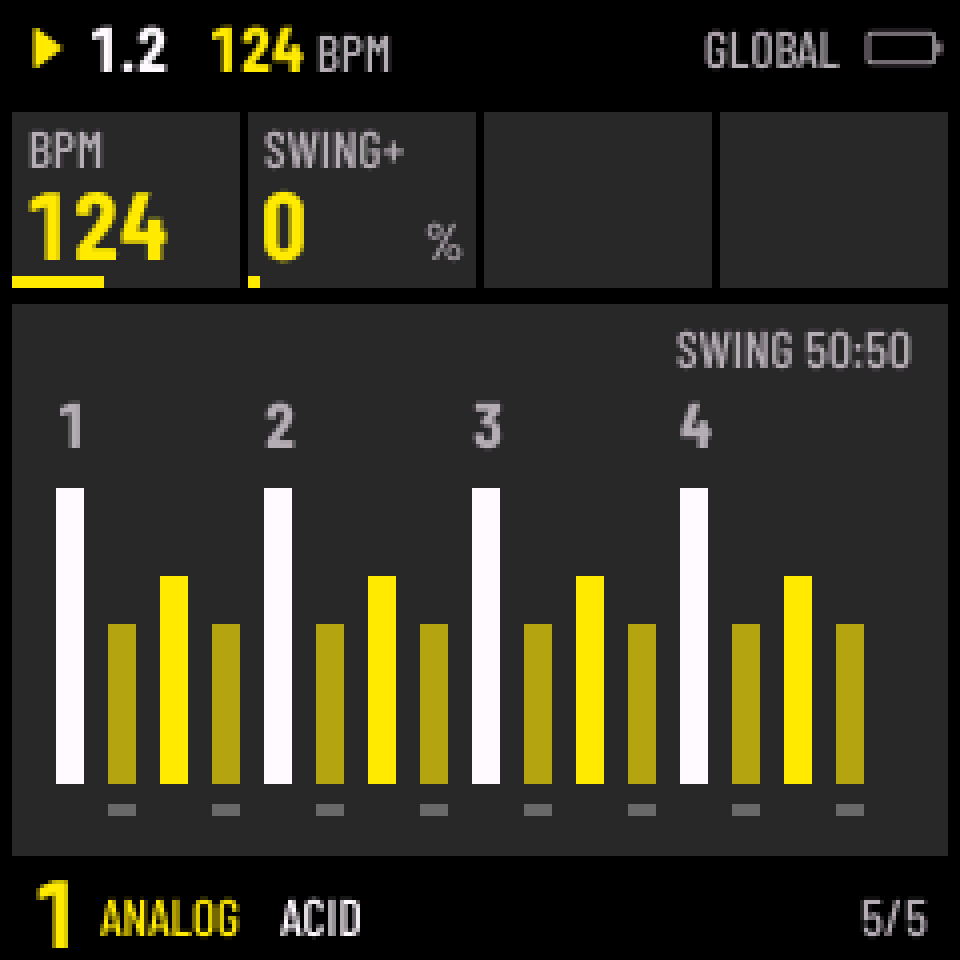 1.2 124 BPM GLOBAL
BPM SWING+
124 0 %
SWING 50:50
1 2 3 4
1 ANALOG ACID 5/5